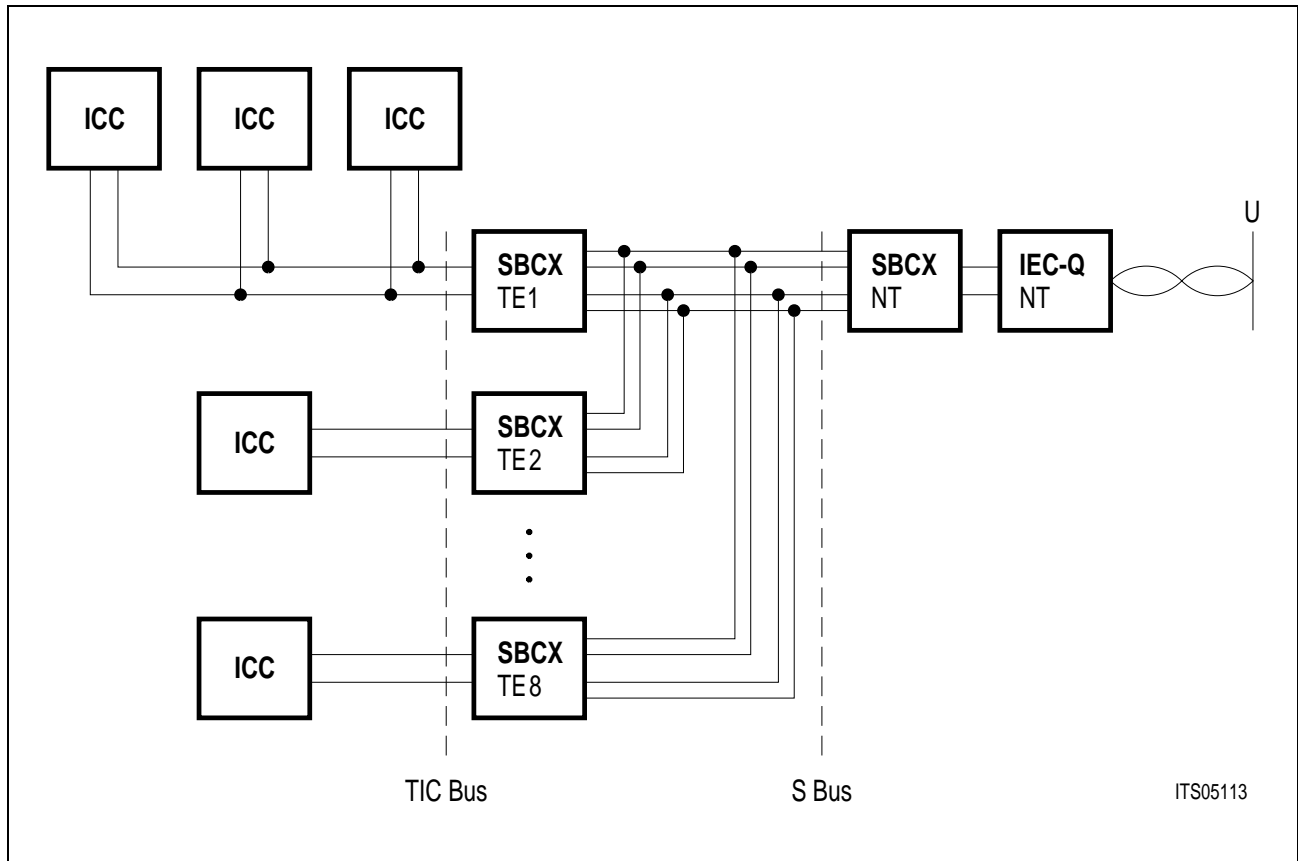 ICC
ICC
ICC
U
SBCX
TE1
SBCX
NT
IEC-Q
NT
ICC
SBCX
TE2
ICC
SBCX
TE8
TIC Bus
S Bus
ITS05113